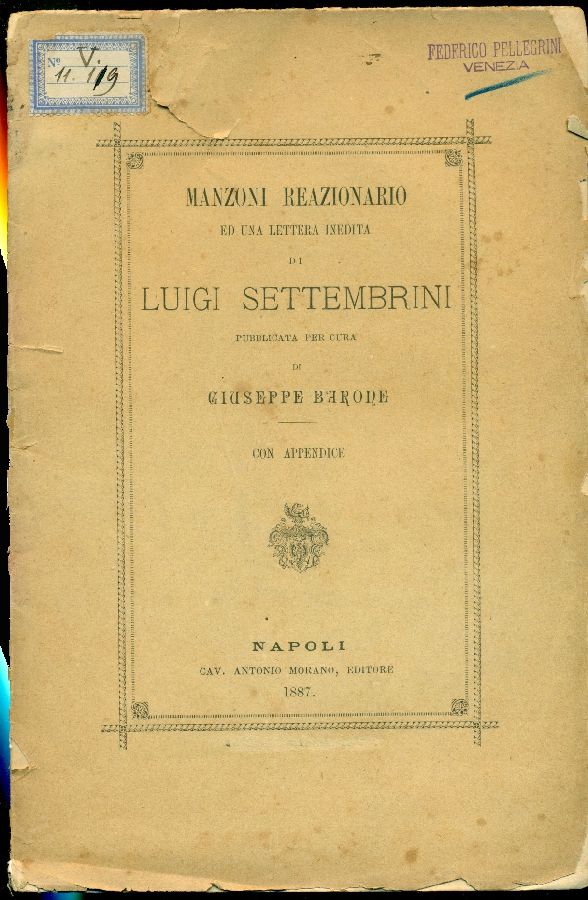 Nº V.
11. 119
FEDERICO PELLEGRINI
VENEZIA
MANZONI REAZIONARIO
ED UNA LETTERA INEDITA
DI
LUIGI SETTEMBRINI
PUBBLICATA PER CURA
DI
GIUSEPPE BARONE
CON APPENDICE
NAPOLI
CAV. ANTONIO MORANO, EDITORE
1887.